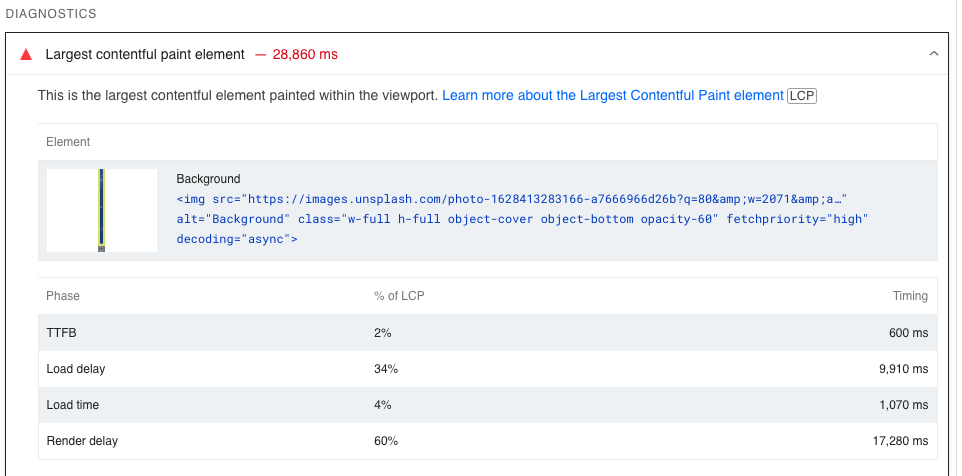 DIAGNOSTICS
Largest contentful paint element — 28,860 ms
This is the largest contentful element painted within the viewport. Learn more about the Largest Contentful Paint element LCP
Element
Background
<img src="https://images.unsplash.com/photo-1628413283166-a7666966d26b?q=80&amp;w=2071&amp;a…"
alt="Background" class="w-full h-full object-cover object-bottom opacity-60" fetchpriority="high"
decoding="async">
Phase % of LCP Timing
TTFB 2% 600 ms
Load delay 34% 9,910 ms
Load time 4% 1,070 ms
Render delay 60% 17,280 ms